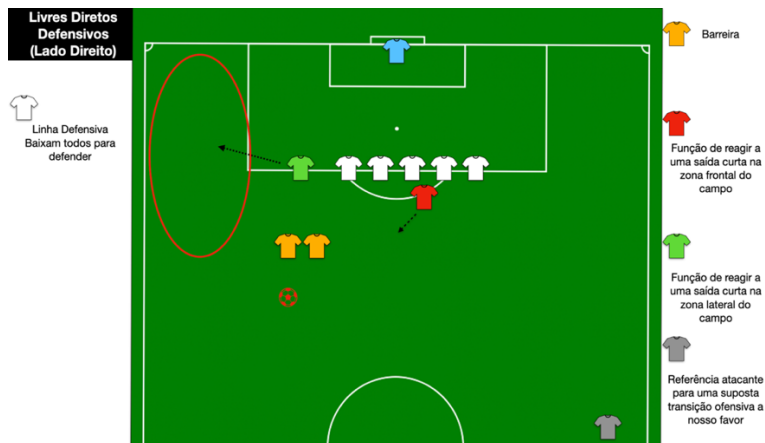 Livres Diretos
Defensivos
(Lado Direito)
Linha Defensiva
Baixam todos para
defender
Barreira
Função de reagir a
uma saída curta na
zona frontal do
campo
Função de reagir a
uma saída curta na
zona lateral do
campo
Referência atacante
para uma suposta
transição ofensiva a
nosso favor